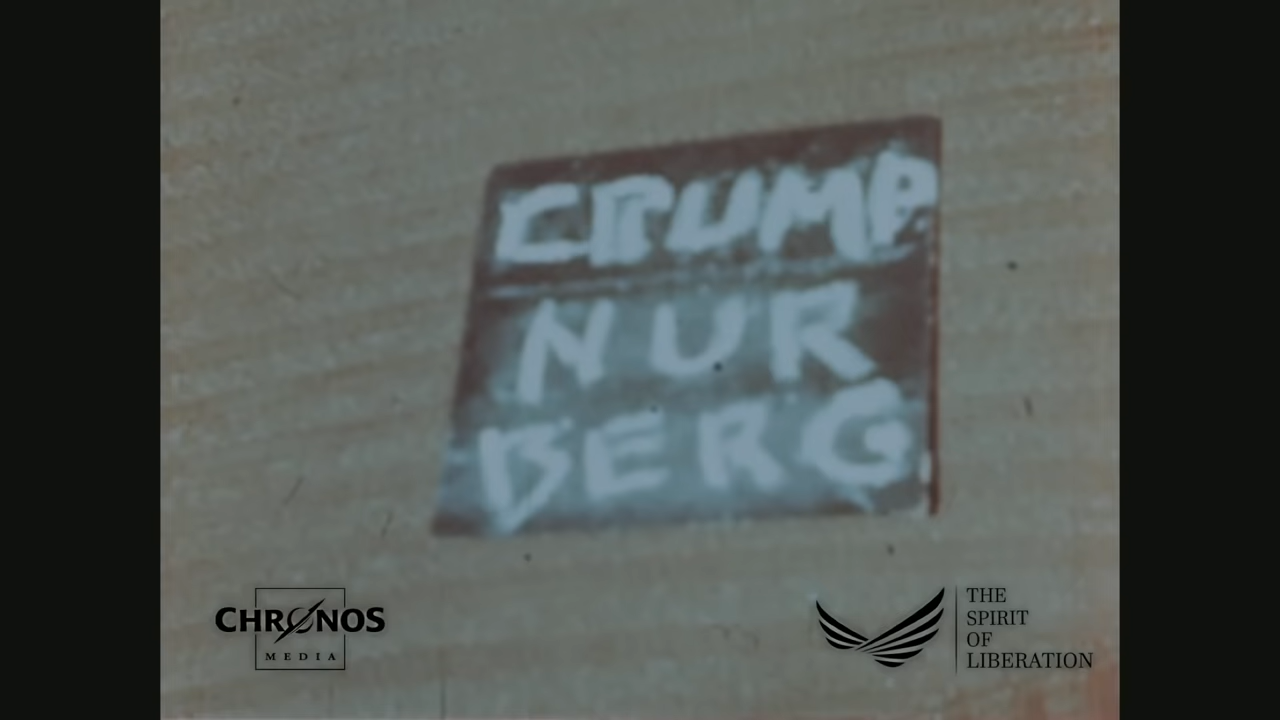 CRUMP
NUR
BERG
CHRONOS
MEDIA
THE
SPIRIT
OF
LIBERATION